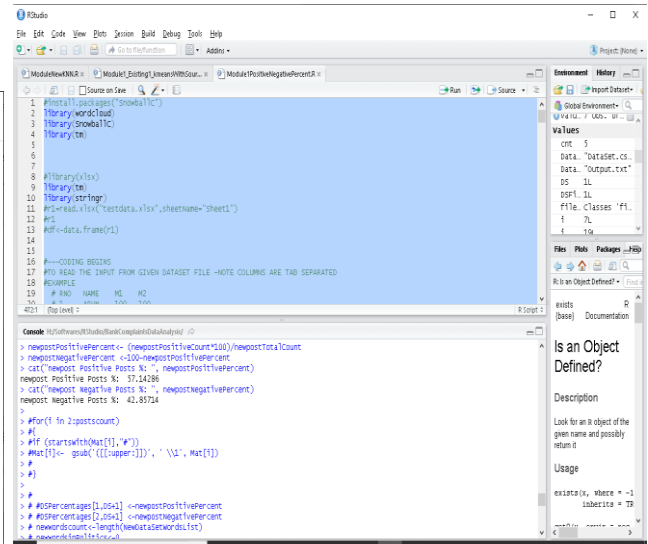 RStudio
File Edit Code View Plots Session Build Debug Tools Help
Go to file/function Addins
Project: (None)
ModuleNewKNN.R Module1_Existing1_kmeansWithSour... Module1PositiveNegativePercent.R
Source on Save Run Source
1 #install.packages("SnowballC")
2 library(wordcloud)
3 library(SnowballC)
4 library(tm)
5
6
7
8 #library(xlsx)
9 library(tm)
10 library(stringr)
11 #r1=read.xlsx("testdata.xlsx",sheetName="Sheet1")
12 #r1
13 #df<-data.frame(r1)
14
15
16 #---CODING BEGINS
17 #TO READ THE INPUT FROM GIVEN DATASET FILE -NOTE COLUMNS ARE TAB SEPARATED
18 #EXAMPLE
19 # RNO NAME M1 M2
472:1 (Top Level) R Script
Console H:/Softwares/RStudio/BankComplaintsDataAnalysis/
> newpostPositivePercent<- (newpostPositiveCount*100)/newpostTotalCount
> newpostNegativePercent <-100-newpostPositivePercent
> cat("newpost Positive Posts %: ", newpostPositivePercent)
newpost Positive Posts %: 57.14286
> cat("newpost Negative Posts %: ", newpostNegativePercent)
newpost Negative Posts %: 42.85714
>
> #for(i in 2:postscount)
> #{
> #if (startsWith(Mat[i],"#"))
> #Mat[i]<- gsub('([[:upper:]])', ' \\1', Mat[i])
> #
> #}
>
> #
> # #DSPercentages[1,DS+1] <-newpostPositivePercent
> # #DSPercentages[2,DS+1] <-newpostNegativePercent
> # newwordscount<-length(NewDataSetWordsList)
> # newwordsinPolitics<-0
Environment History
Import Dataset
Global Environment
Values
cnt 5
Data… "DataSet.cs…
Data… "Output.txt"
DS 1L
DSFi… 1L
file… Classes 'fi…
i 7L
j 19L
Files Plots Packages Help
R: Is an Object Defined? Find i
exists R
{base} Documentation
Is an Object
Defined?
Description
Look for an R object of the
given name and possibly
return it
Usage
exists(x, where = -1
inherits = TR